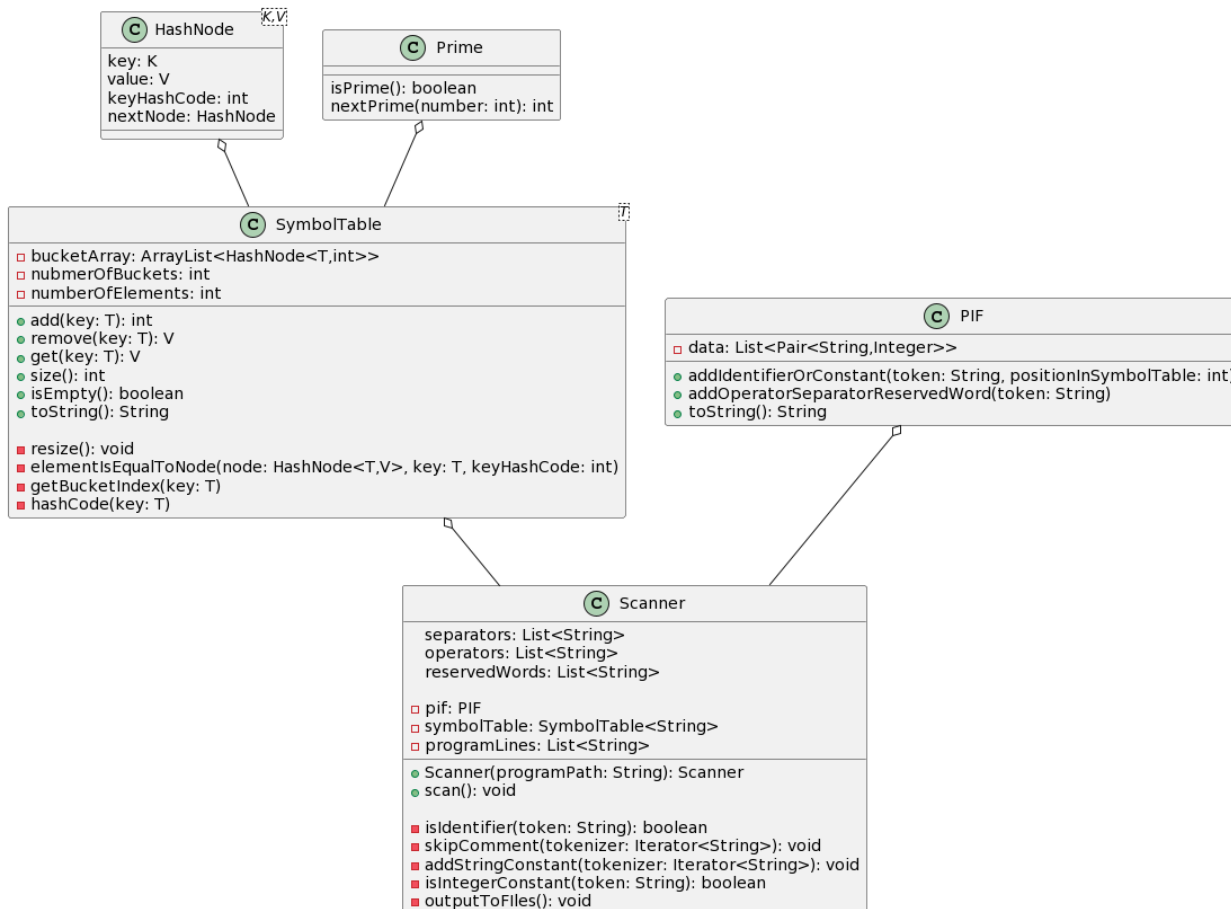 C HashNode
K,V
key: K
value: V
keyHashCode: int
nextNode: HashNode
C Prime
isPrime(): boolean
nextPrime(number: int): int
C SymbolTable
T
bucketArray: ArrayList<HashNode<T,int>>
nubmerOfBuckets: int
numberOfElements: int
add(key: T): int
remove(key: T): V
get(key: T): V
size(): int
isEmpty(): boolean
toString(): String
resize(): void
elementIsEqualToNode(node: HashNode<T,V>, key: T, keyHashCode: int)
getBucketIndex(key: T)
hashCode(key: T)
C PIF
data: List<Pair<String,Integer>>
addIdentifierOrConstant(token: String, positionInSymbolTable: int)
addOperatorSeparatorReservedWord(token: String)
toString(): String
C Scanner
separators: List<String>
operators: List<String>
reservedWords: List<String>
pif: PIF
symbolTable: SymbolTable<String>
programLines: List<String>
Scanner(programPath: String): Scanner
scan(): void
isIdentifier(token: String): boolean
skipComment(tokenizer: Iterator<String>): void
addStringConstant(tokenizer: Iterator<String>): void
isIntegerConstant(token: String): boolean
outputToFIles(): void